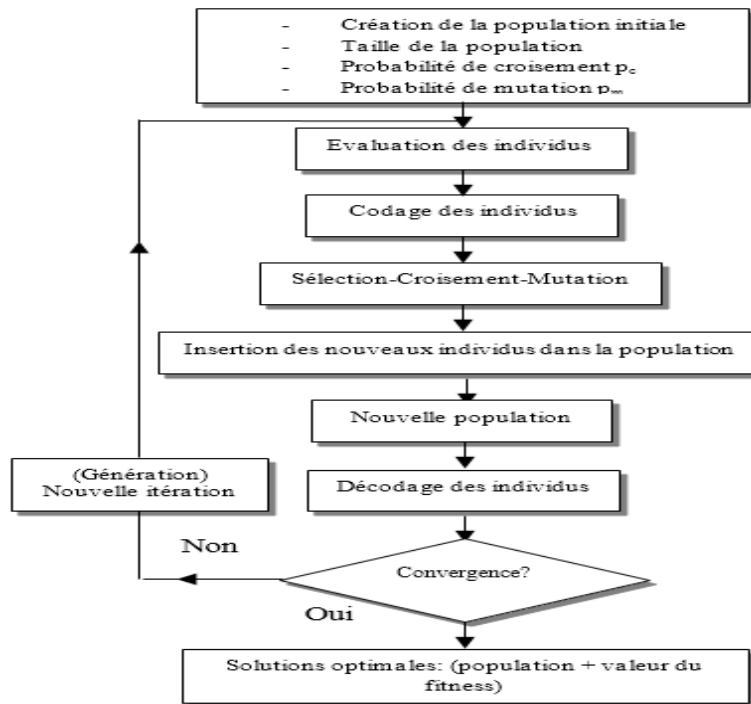 - Création de la population initiale
- Taille de la population
- Probabilité de croisement pc
- Probabilité de mutation pm
Evaluation des individus
Codage des individus
Sélection-Croisement-Mutation
Insertion des nouveaux individus dans la population
Nouvelle population
(Génération)
Nouvelle itération
Décodage des individus
Non
Convergence?
Oui
Solutions optimales: (population + valeur du
fitness)